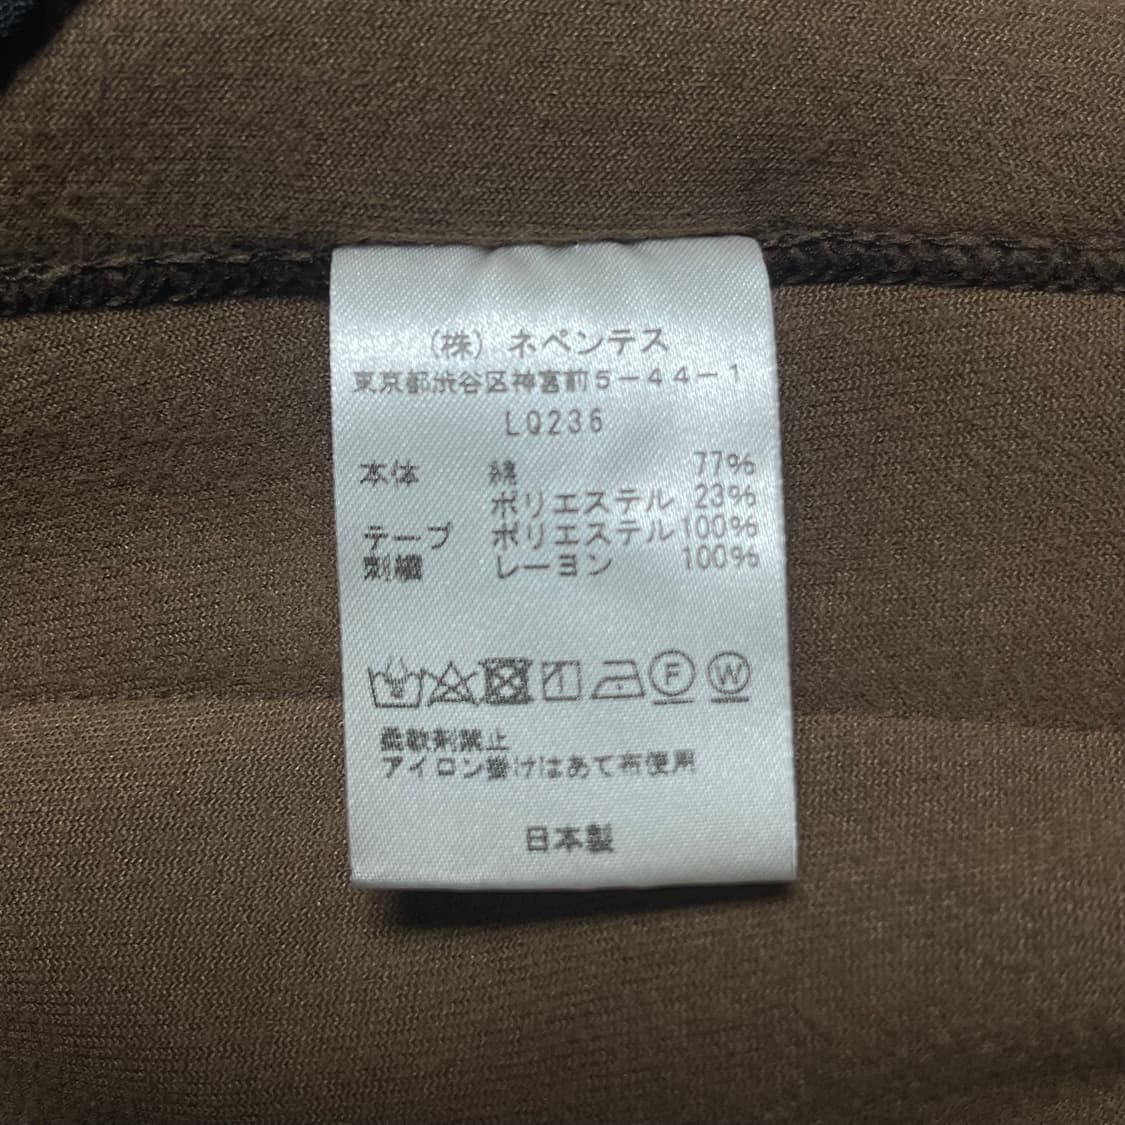 (株) ネペンテス
東京都渋谷区神宮前5-44-1
LQ236
本体 綿 77%
ポリエステル 23%
テープ ポリエステル 100%
刺繍 レーヨン 100%
F W
柔軟剤禁止
アイロン掛けはあて布使用
日本製